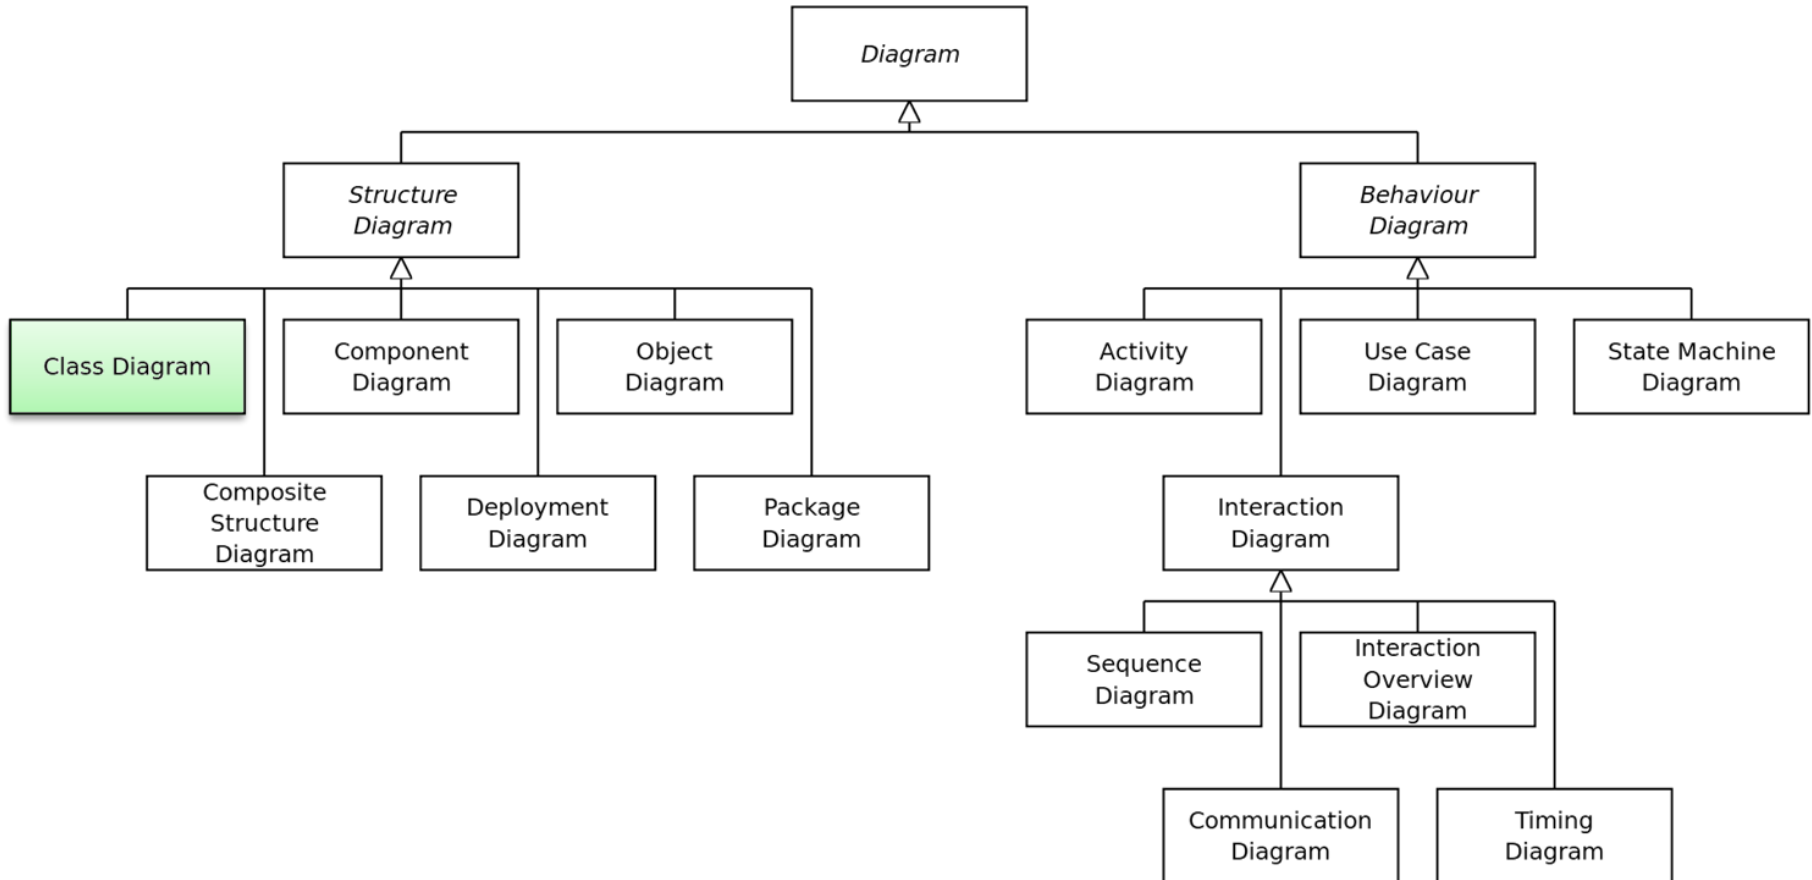 Diagram
Structure
Diagram
Behaviour
Diagram
Class Diagram
Component
Diagram
Object
Diagram
Activity
Diagram
Use Case
Diagram
State Machine
Diagram
Composite
Structure
Diagram
Deployment
Diagram
Package
Diagram
Interaction
Diagram
Sequence
Diagram
Interaction
Overview
Diagram
Communication
Diagram
Timing
Diagram